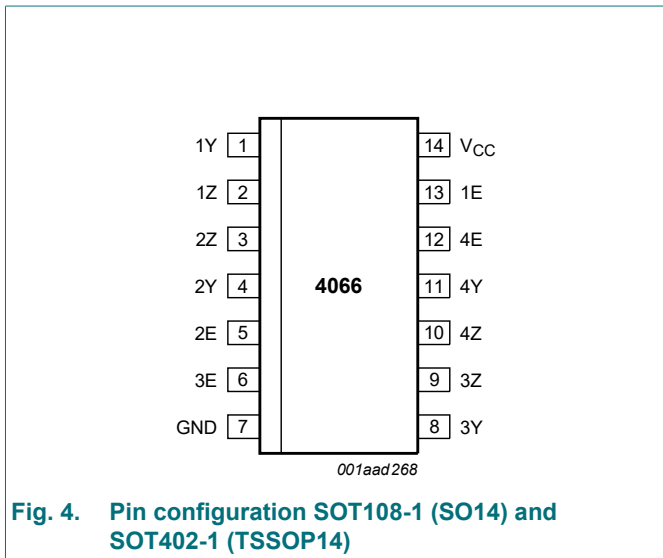 1Y 1 14 VCC
1Z 2 13 1E
2Z 3 12 4E
2Y 4 4066 11 4Y
2E 5 10 4Z
3E 6 9 3Z
GND 7 8 3Y
001aad268
Fig. 4. Pin configuration SOT108-1 (SO14) and
SOT402-1 (TSSOP14)